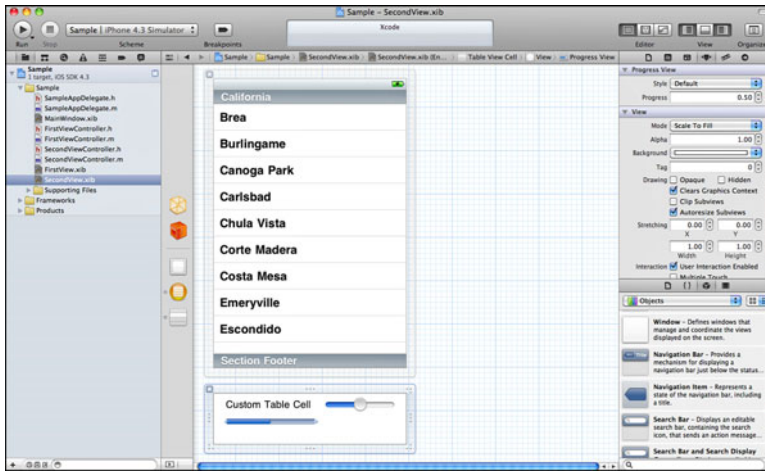 Sample – SecondView.xib
Sample | iPhone 4.3 Simulator
Xcode
Run Stop Scheme Breakpoints Editor View Organizer
Sample Sample SecondView.xib SecondView.xib (En... Table View Cell View Progress View
Sample
1 target, iOS SDK 4.3
Sample
SampleAppDelegate.h
SampleAppDelegate.m
MainWindow.xib
FirstViewController.h
FirstViewController.m
SecondViewController.h
SecondViewController.m
FirstView.xib
SecondView.xib
Supporting Files
Frameworks
Products
California
Brea
Burlingame
Canoga Park
Carlsbad
Chula Vista
Corte Madera
Costa Mesa
Emeryville
Escondido
Section Footer
Custom Table Cell
Progress View
Style Default
Progress 0.50
View
Mode Scale To Fill
Alpha 1.00
Background
Tag 0
Drawing Opaque Hidden
Clears Graphics Context
Clip Subviews
Autoresize Subviews
Stretching 0.00 0.00
X Y
1.00 1.00
Width Height
Interaction User Interaction Enabled
Multiple Touch
Objects
Window – Defines windows that
manage and coordinate the views
displayed on the screen.
Navigation Bar – Provides a
mechanism for displaying a
navigation bar just below the status...
Navigation Item – Represents a
state of the navigation bar, including
a title.
Search Bar – Displays an editable
search bar, containing the search
icon, that sends an action message...
Search Bar and Search Display